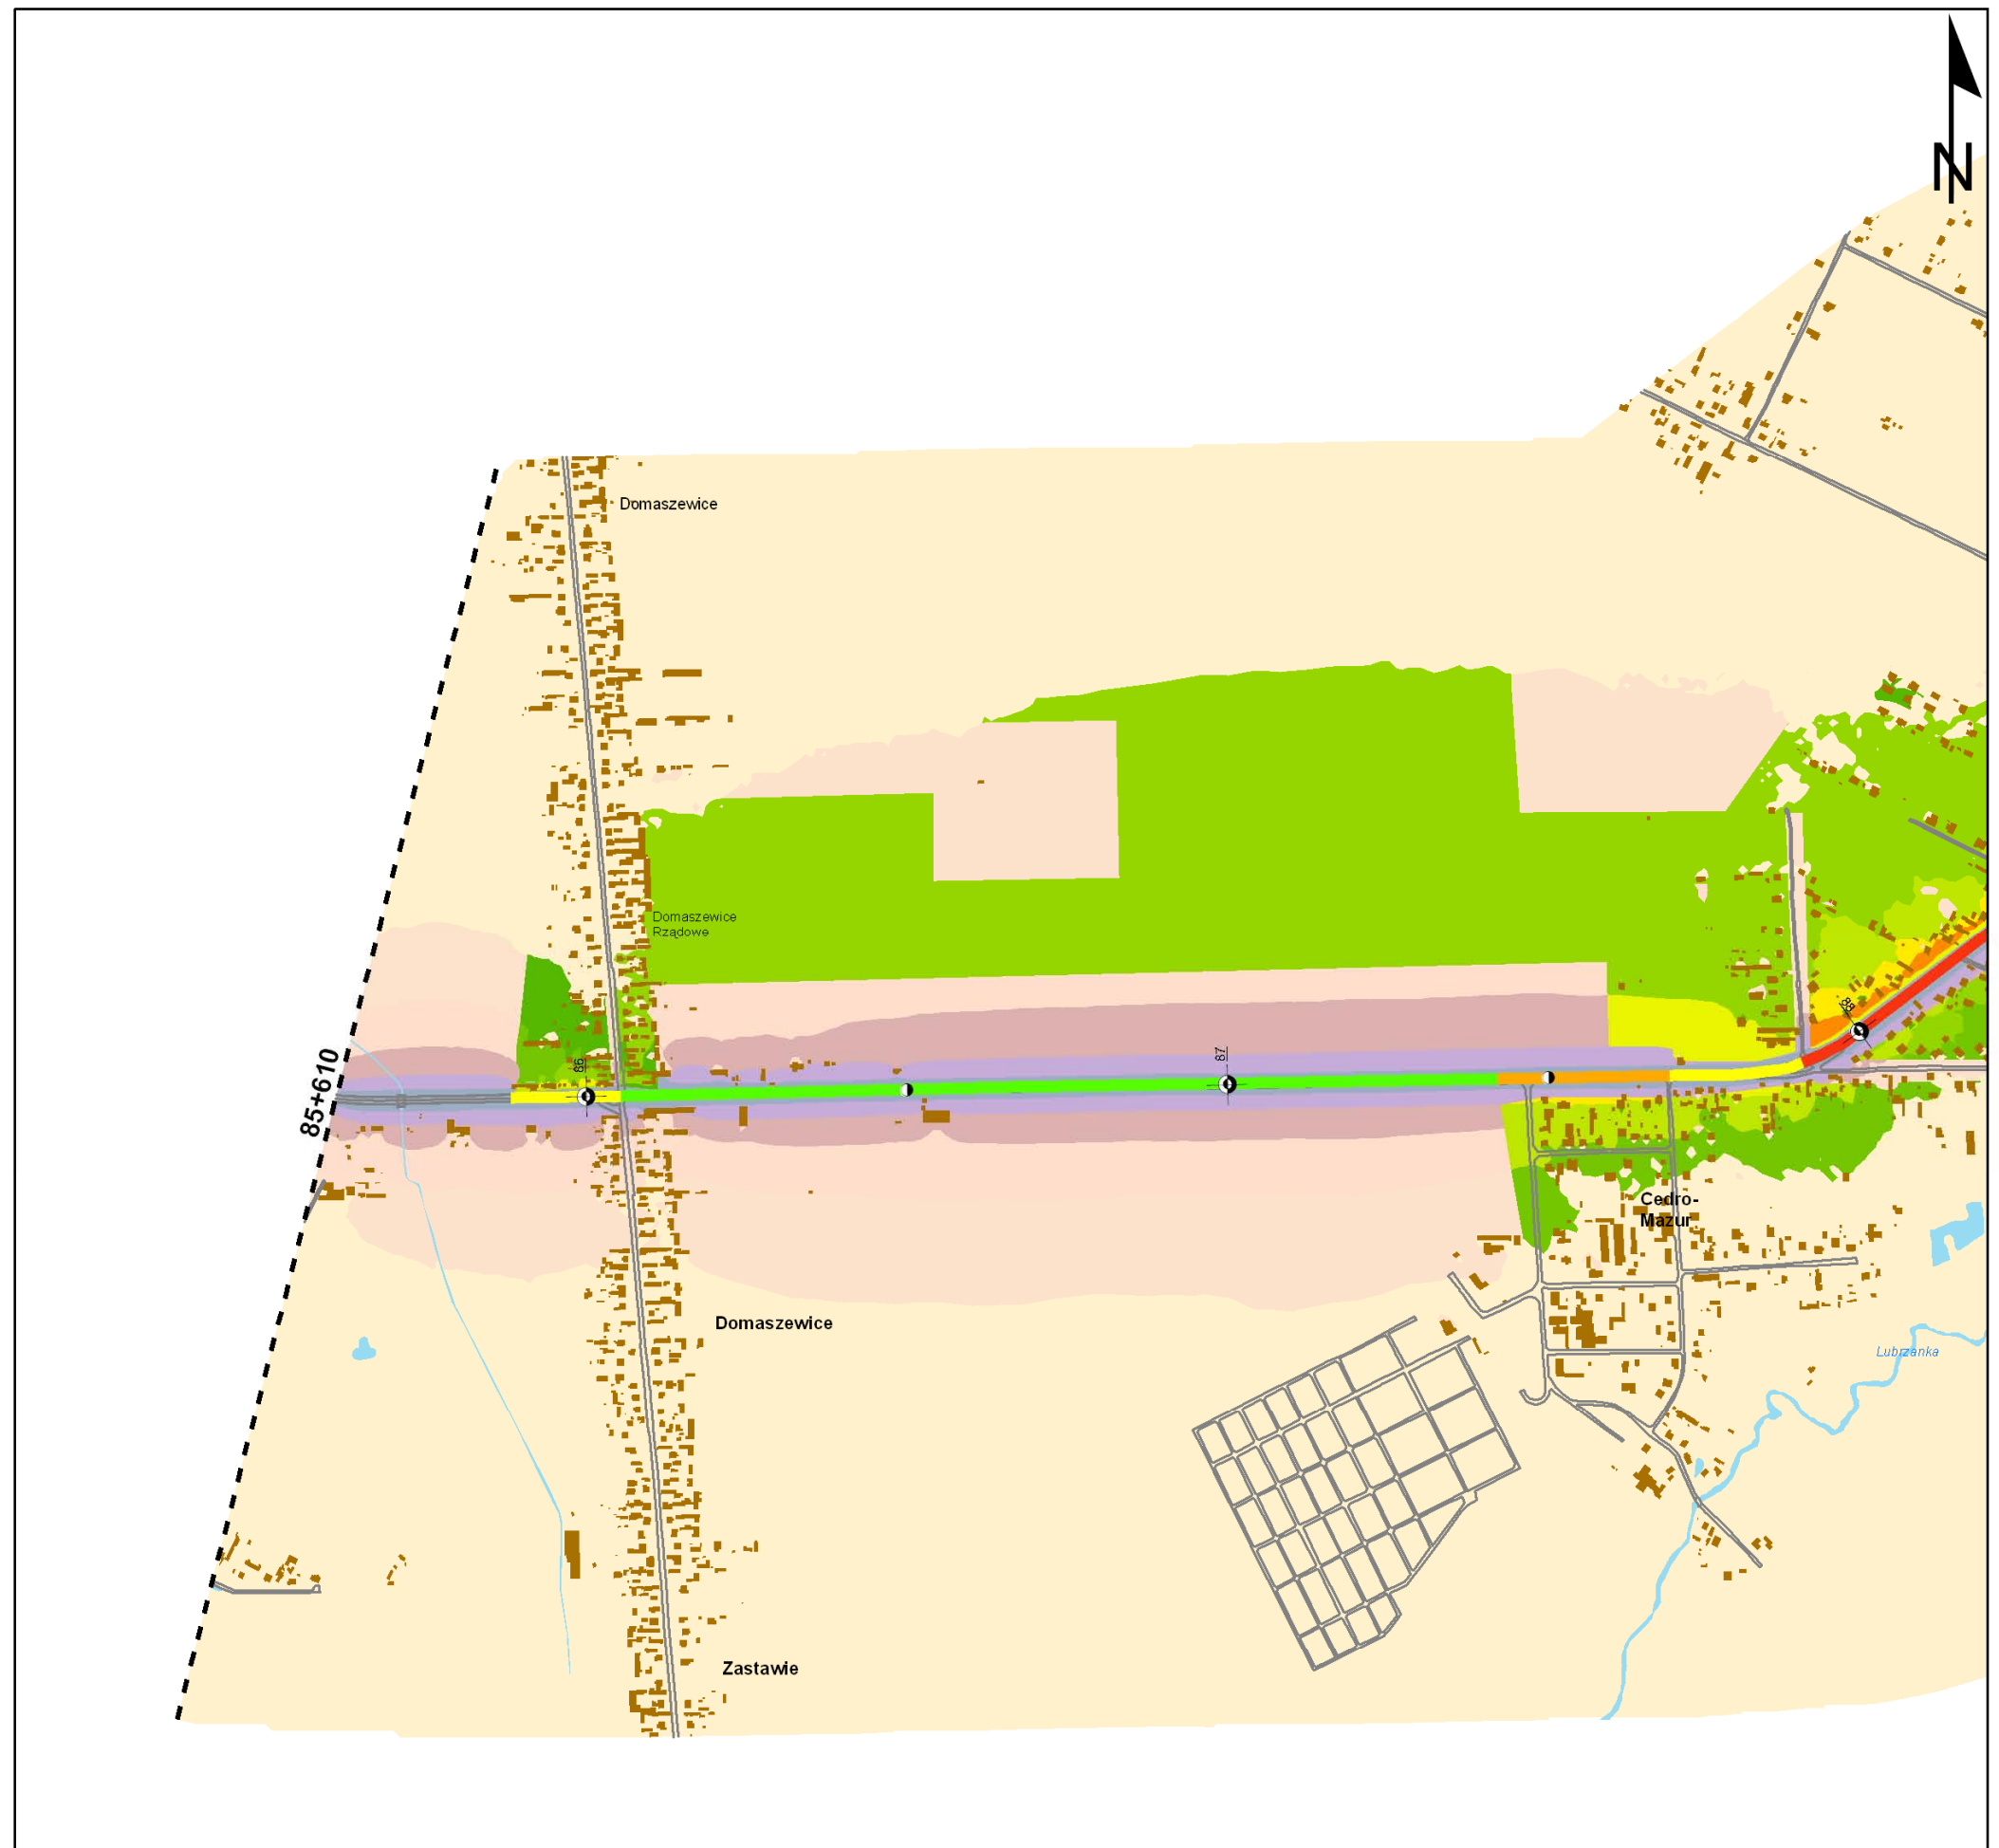 N
Domaszewice
Domaszewice
Rządowe
88
85+610
86
87
Cedro-
Mazur
Domaszewice
Lubrzanka
Zastawie